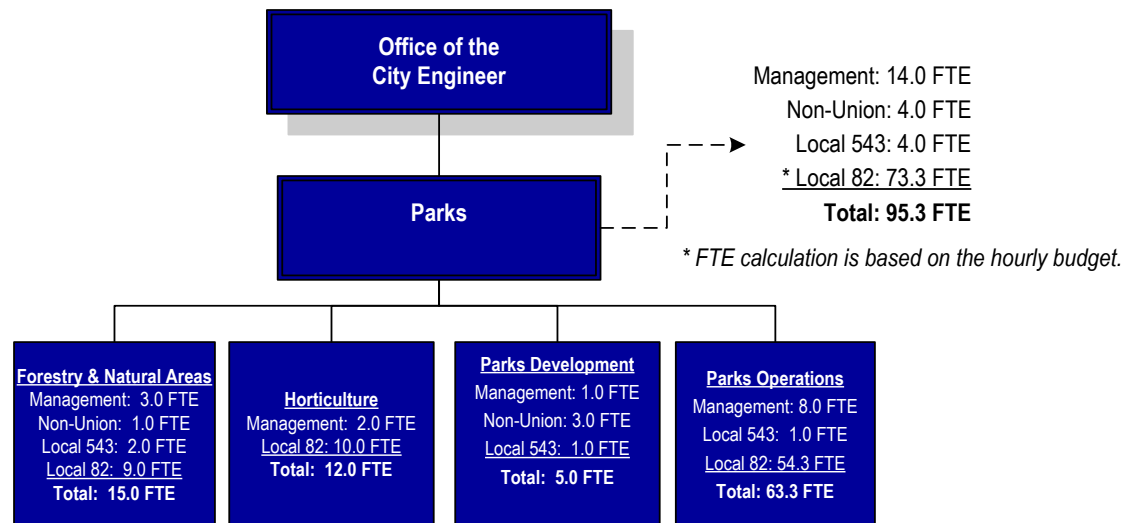 Office of the
City Engineer
Management: 14.0 FTE
Non-Union: 4.0 FTE
Local 543: 4.0 FTE
* Local 82: 73.3 FTE
Total: 95.3 FTE
* FTE calculation is based on the hourly budget.
Parks
Forestry & Natural Areas
Management: 3.0 FTE
Non-Union: 1.0 FTE
Local 543: 2.0 FTE
Local 82: 9.0 FTE
Total: 15.0 FTE
Horticulture
Management: 2.0 FTE
Local 82: 10.0 FTE
Total: 12.0 FTE
Parks Development
Management: 1.0 FTE
Non-Union: 3.0 FTE
Local 543: 1.0 FTE
Total: 5.0 FTE
Parks Operations
Management: 8.0 FTE
Local 543: 1.0 FTE
Local 82: 54.3 FTE
Total: 63.3 FTE